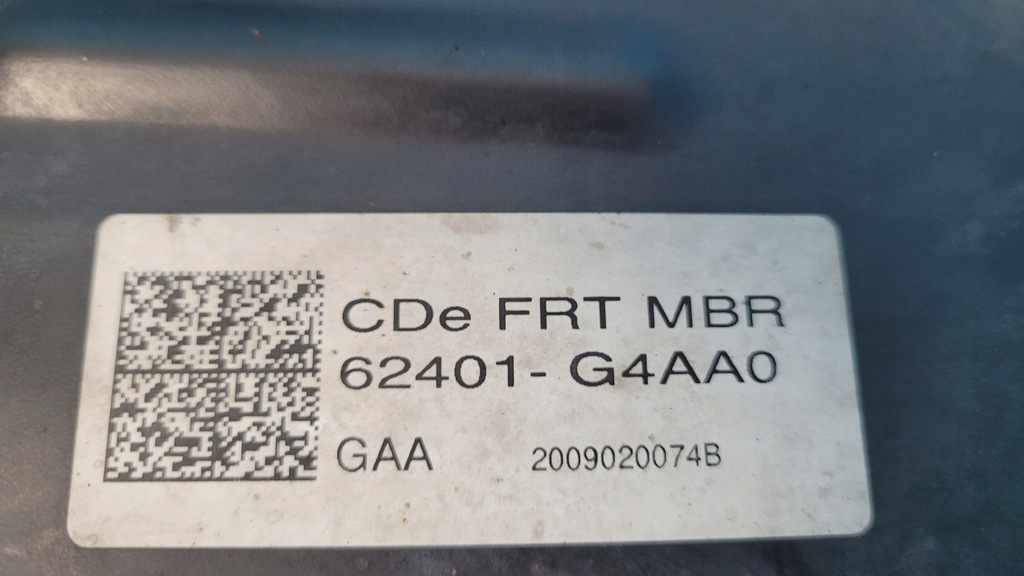 CDe FRT MBR
62401- G4AA0
GAA 2009020074B